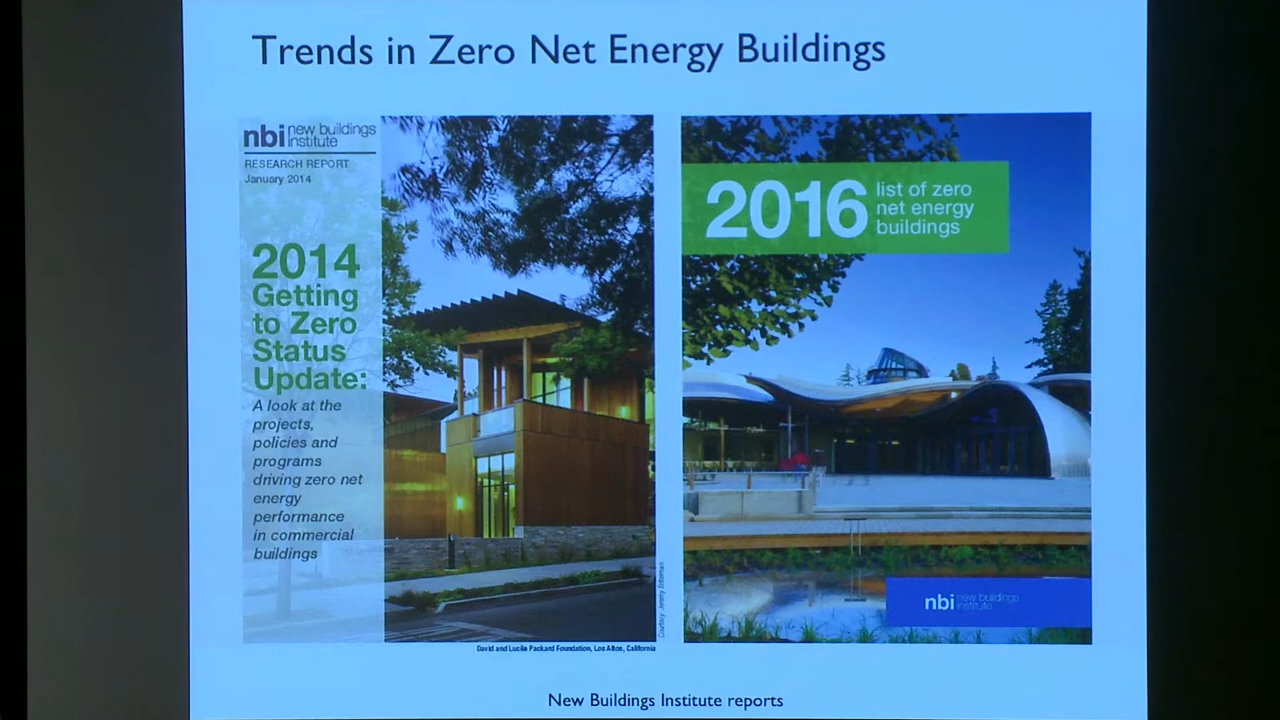 Trends in Zero Net Energy Buildings
nbi new buildings
institute
RESEARCH REPORT
January 2014
2014
Getting
to Zero
Status
Update:
A look at the
projects,
policies and
programs
driving zero net
energy
performance
in commercial
buildings
Courtesy: Jeremy Bitterman
David and Lucile Packard Foundation, Los Altos, California
2016 list of zero
net energy
buildings
nbi new buildings
institute
New Buildings Institute reports